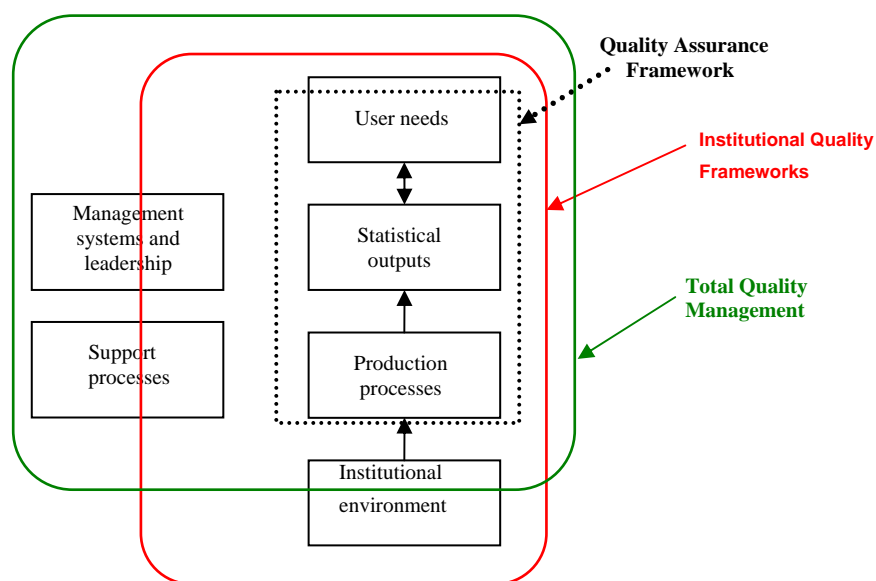 Quality Assurance
Framework
User needs
Institutional Quality
Frameworks
Management
systems and
leadership
Statistical
outputs
Total Quality
Management
Support
processes
Production
processes
Institutional
environment